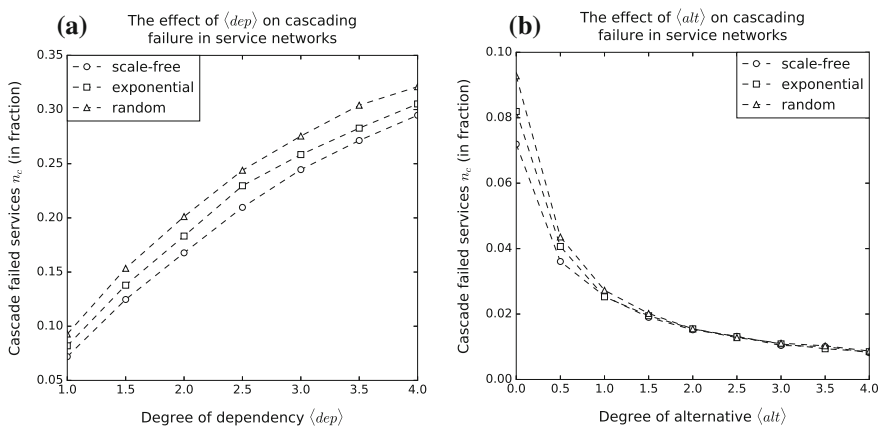 (a)
The effect of ⟨dep⟩ on cascading
failure in service networks
scale-free
exponential
random
Cascade failed services n_c (in fraction)
0.35
0.30
0.25
0.20
0.15
0.10
0.05
1.0 1.5 2.0 2.5 3.0 3.5 4.0
Degree of dependency ⟨dep⟩
(b)
The effect of ⟨alt⟩ on cascading
failure in service networks
scale-free
exponential
random
Cascade failed services n_c (in fraction)
0.10
0.08
0.06
0.04
0.02
0.00
0.0 0.5 1.0 1.5 2.0 2.5 3.0 3.5 4.0
Degree of alternative ⟨alt⟩